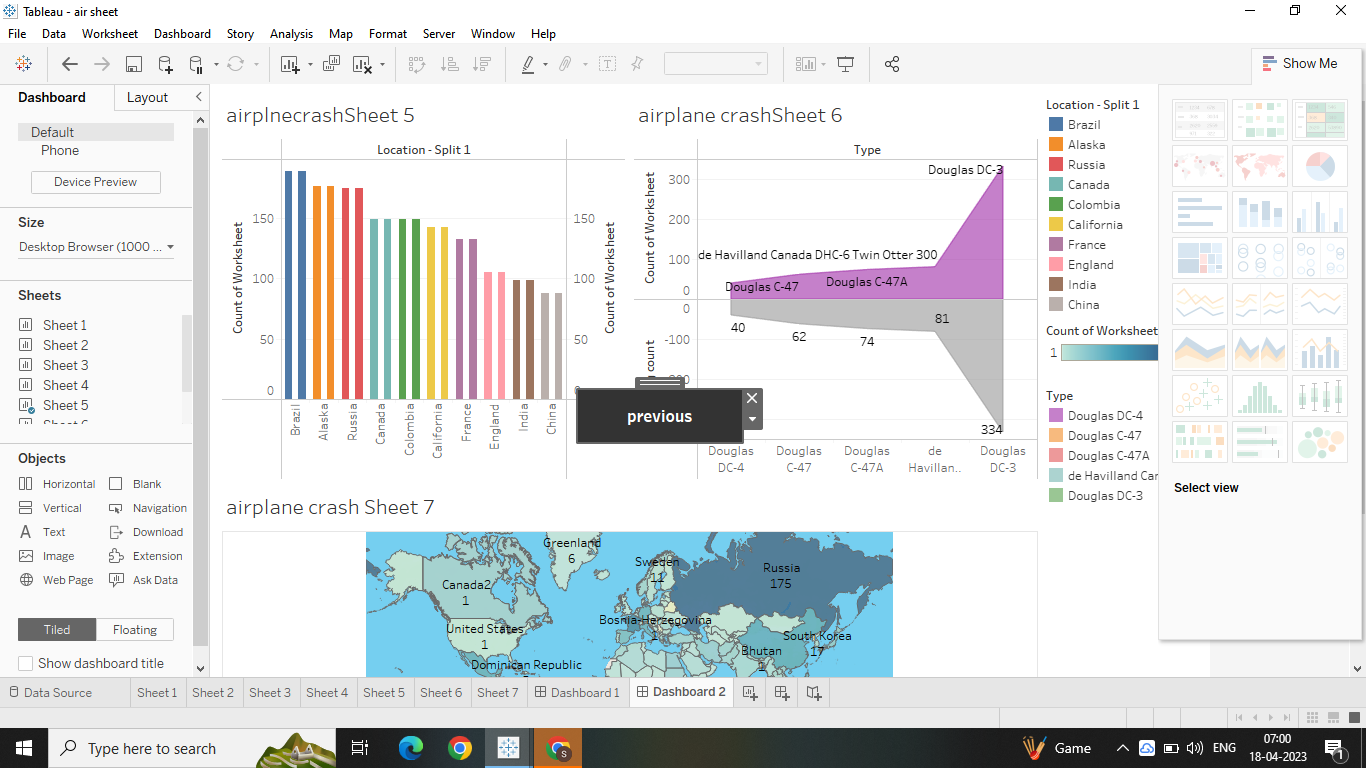 Tableau - air sheet
File Data Worksheet Dashboard Story Analysis Map Format Server Window Help
Show Me
Dashboard Layout
Default
Phone
Device Preview
Size
Desktop Browser (1000 ...
Sheets
Sheet 1
Sheet 2
Sheet 3
Sheet 4
Sheet 5
Objects
Horizontal Blank
Vertical Navigation
Text Download
Image Extension
Web Page Ask Data
Tiled Floating
Show dashboard title
airplnecrashSheet 5
Location - Split 1
Count of Worksheet
150
100
50
0
150
100
50
Count of Worksheet
Brazil
Alaska
Russia
Canada
Colombia
California
France
England
India
China
airplane crashSheet 6
Type
Count of Worksheet
300
200
100
0
0
-100
count
Douglas DC-3
de Havilland Canada DHC-6 Twin Otter 300
Douglas C-47
Douglas C-47A
40
62
74
81
334
Douglas DC-4
Douglas C-47
Douglas C-47A
de Havillan..
Douglas DC-3
previous
Location - Split 1
Brazil
Alaska
Russia
Canada
Colombia
California
France
England
India
China
Count of Worksheet
1
Type
Douglas DC-4
Douglas C-47
Douglas C-47A
de Havilland Car
Douglas DC-3
Select view
airplane crash Sheet 7
Greenland
6
Sweden
11
Russia
175
Canada2
1
Bosnia-Herzegovina
1
United States
1
South Korea
17
Bhutan
1
Dominican Republic
Data Source Sheet 1 Sheet 2 Sheet 3 Sheet 4 Sheet 5 Sheet 6 Sheet 7 Dashboard 1 Dashboard 2
Type here to search
S
Game
ENG
07:00
18-04-2023
1